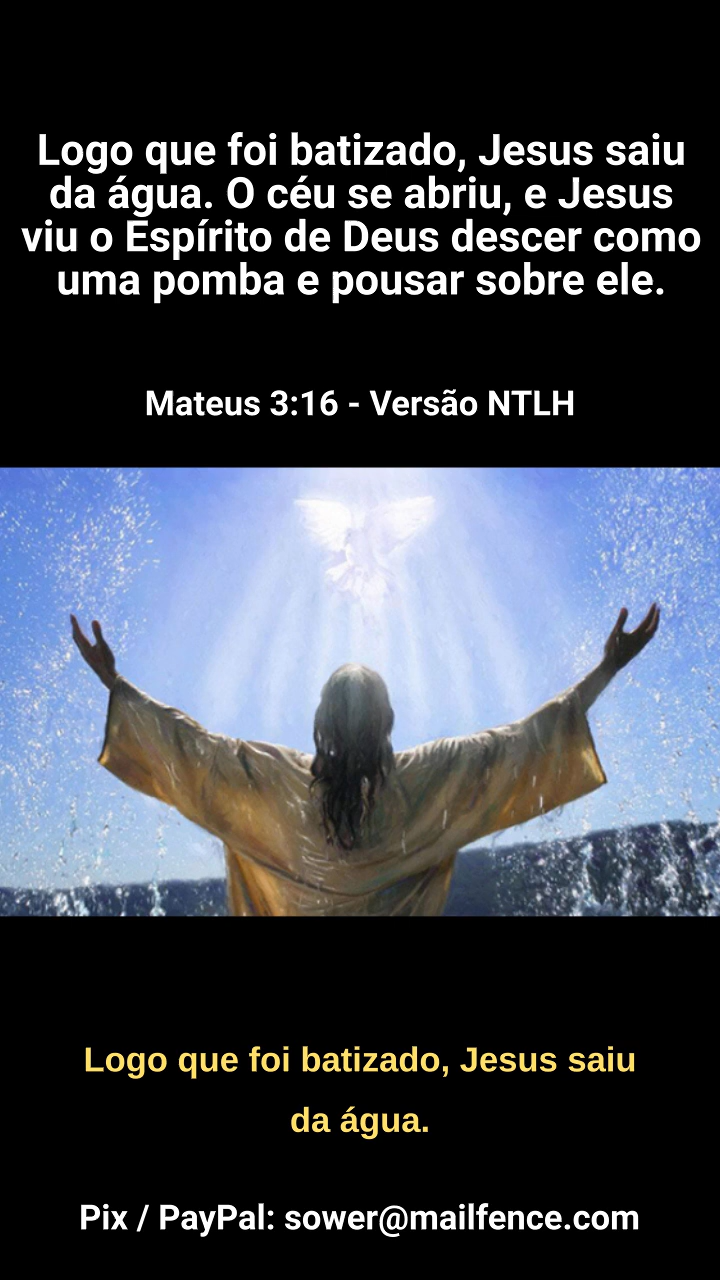 Logo que foi batizado, Jesus saiu
da água. O céu se abriu, e Jesus
viu o Espírito de Deus descer como
uma pomba e pousar sobre ele.
Mateus 3:16 - Versão NTLH
Logo que foi batizado, Jesus saiu
da água.
Pix / PayPal: sower@mailfence.com